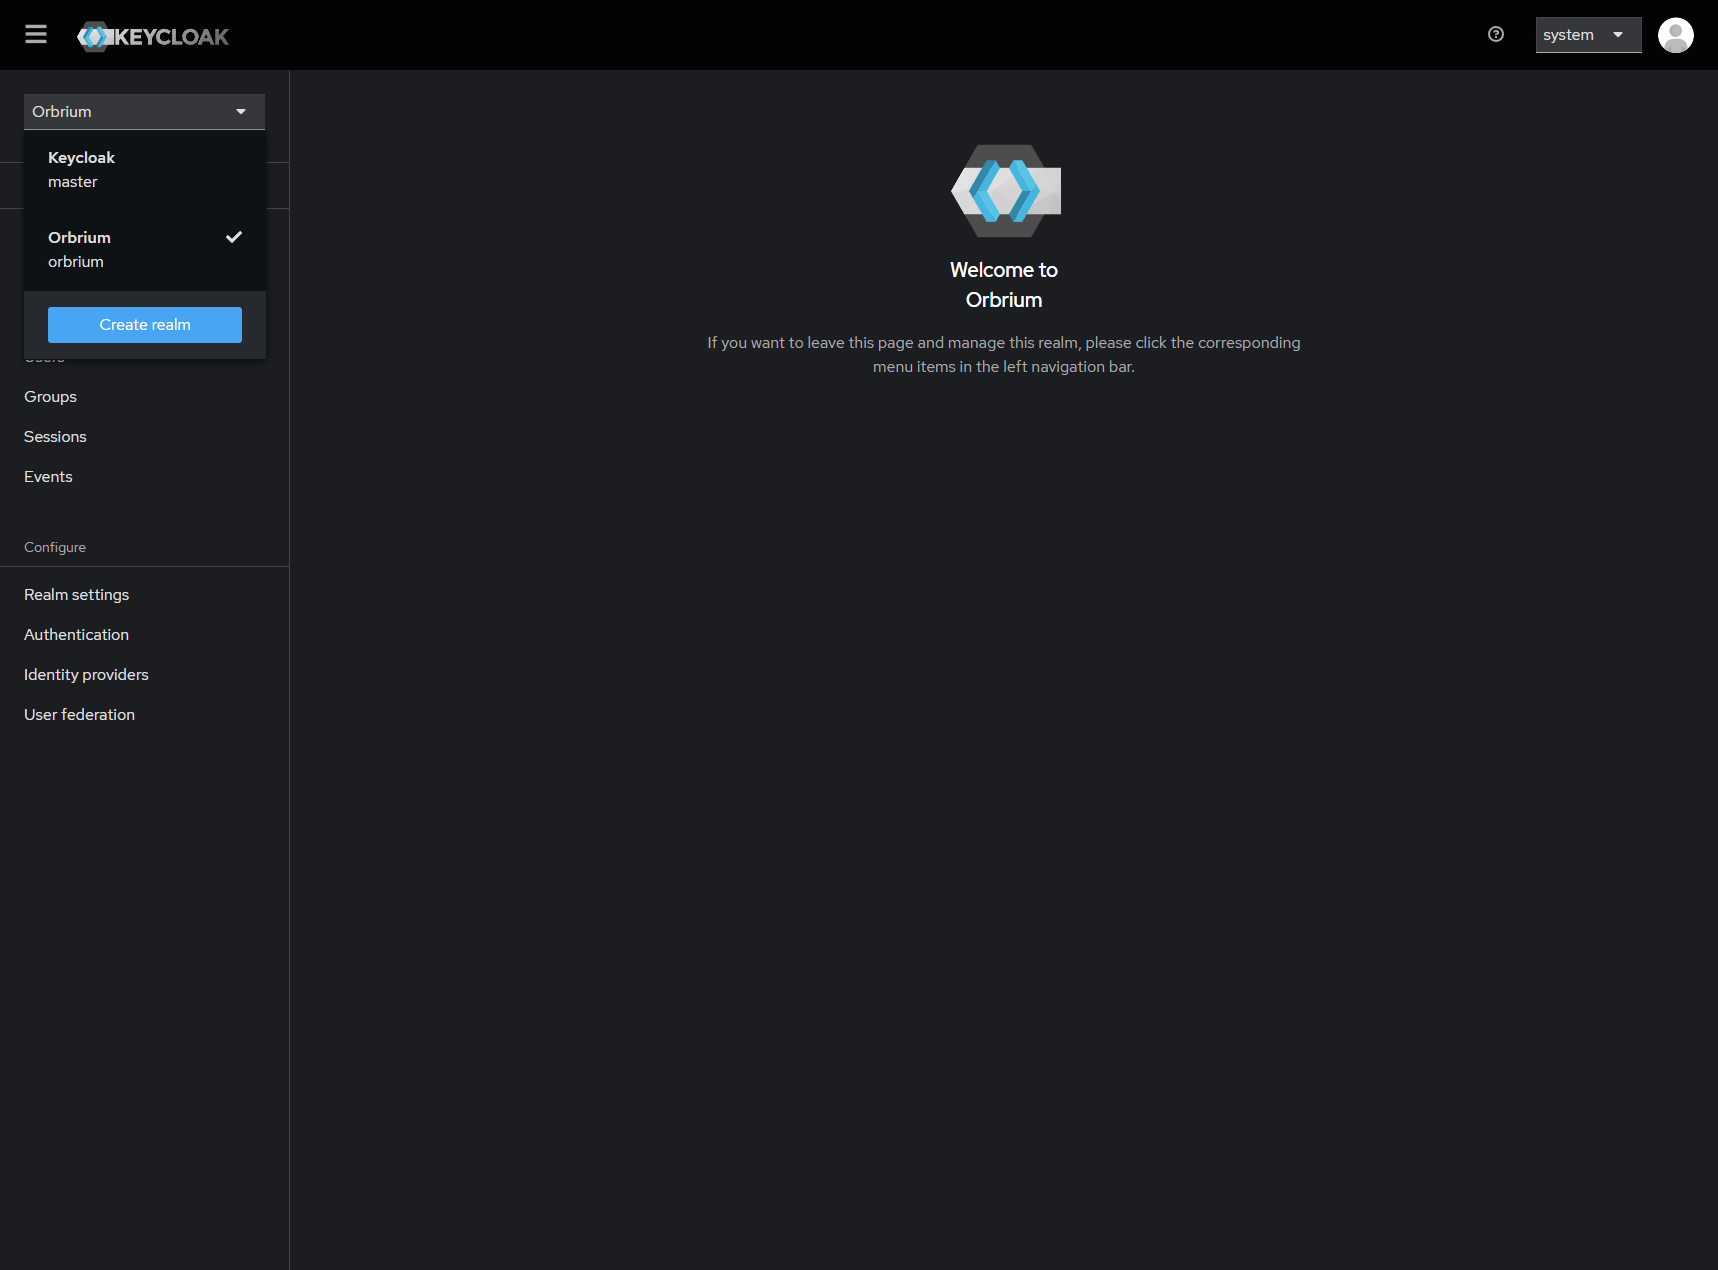 KEYCLOAK
system
Orbrium
Keycloak
master
Orbrium
orbrium
Create realm
Users
Groups
Sessions
Events
Configure
Realm settings
Authentication
Identity providers
User federation
Welcome to
Orbrium
If you want to leave this page and manage this realm, please click the corresponding
menu items in the left navigation bar.